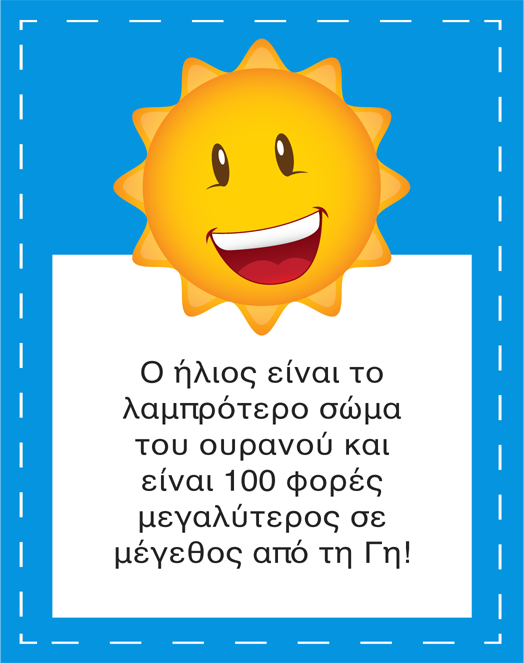 Ο ήλιος είναι το
λαμπρότερο σώμα
του ουρανού και
είναι 100 φορές
μεγαλύτερος σε
μέγεθος από τη Γη!